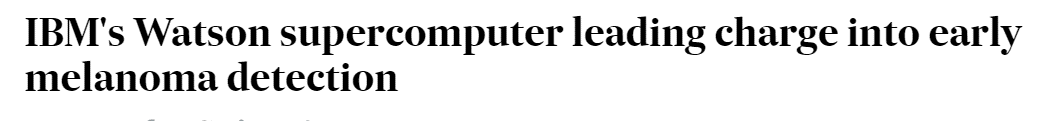 IBM's Watson supercomputer leading charge into early
melanoma detection